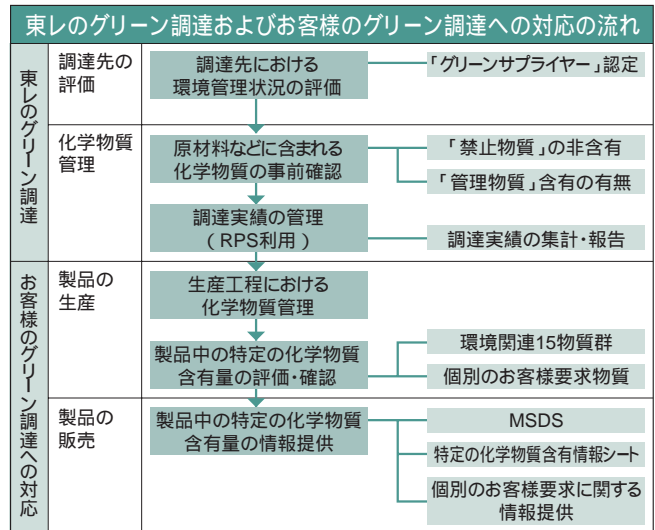 東レのグリーン調達およびお客様のグリーン調達への対応の流れ
東レのグリーン調達
調達先の
評価
調達先における
環境管理状況の評価
「グリーンサプライヤー」認定
化学物質
管理
原材料などに含まれる
化学物質の事前確認
「禁止物質」の非含有
「管理物質」含有の有無
調達実績の管理
(RPS利用)
調達実績の集計・報告
お客様のグリーン調達への対応
製品の
生産
生産工程における
化学物質管理
製品中の特定の化学物質
含有量の評価・確認
環境関連15物質群
個別のお客様要求物質
製品の
販売
製品中の特定の化学物質
含有量の情報提供
MSDS
特定の化学物質含有情報シート
個別のお客様要求に関する
情報提供